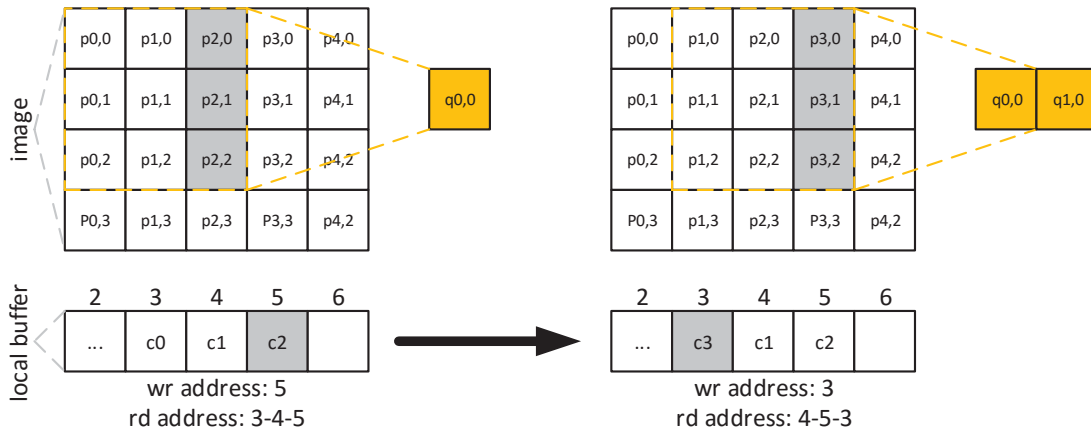 p0,0 p1,0 p2,0 p3,0 p4,0
p0,1 p1,1 p2,1 p3,1 p4,1
p0,2 p1,2 p2,2 p3,2 p4,2
P0,3 p1,3 p2,3 P3,3 p4,2
q0,0
p0,0 p1,0 p2,0 p3,0 p4,0
p0,1 p1,1 p2,1 p3,1 p4,1
p0,2 p1,2 p2,2 p3,2 p4,2
P0,3 p1,3 p2,3 P3,3 p4,2
q0,0 q1,0
image
local buffer
2 3 4 5 6
... c0 c1 c2
wr address: 5
rd address: 3-4-5
2 3 4 5 6
... c3 c1 c2
wr address: 3
rd address: 4-5-3